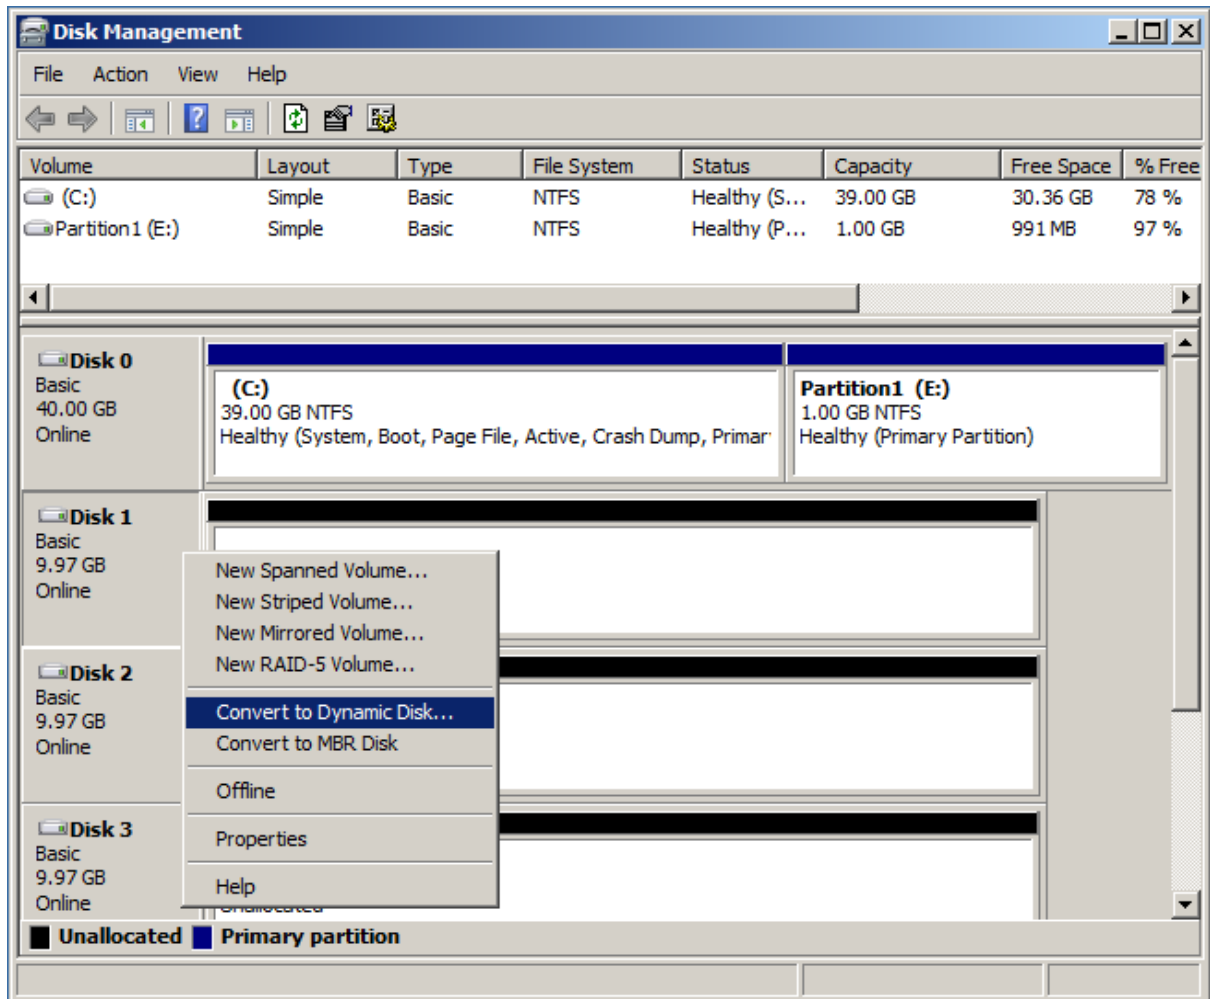 Disk Management
File Action View Help
Volume Layout Type File System Status Capacity Free Space % Free
(C:) Simple Basic NTFS Healthy (S... 39.00 GB 30.36 GB 78 %
Partition1 (E:) Simple Basic NTFS Healthy (P... 1.00 GB 991 MB 97 %
Disk 0
Basic
40.00 GB
Online
(C:)
39.00 GB NTFS
Healthy (System, Boot, Page File, Active, Crash Dump, Primar
Partition1 (E:)
1.00 GB NTFS
Healthy (Primary Partition)
Disk 1
Basic
9.97 GB
Online
New Spanned Volume...
New Striped Volume...
New Mirrored Volume...
New RAID-5 Volume...
Convert to Dynamic Disk...
Convert to MBR Disk
Offline
Properties
Help
Disk 2
Basic
9.97 GB
Online
Disk 3
Basic
9.97 GB
Online
Unallocated
Unallocated Primary partition